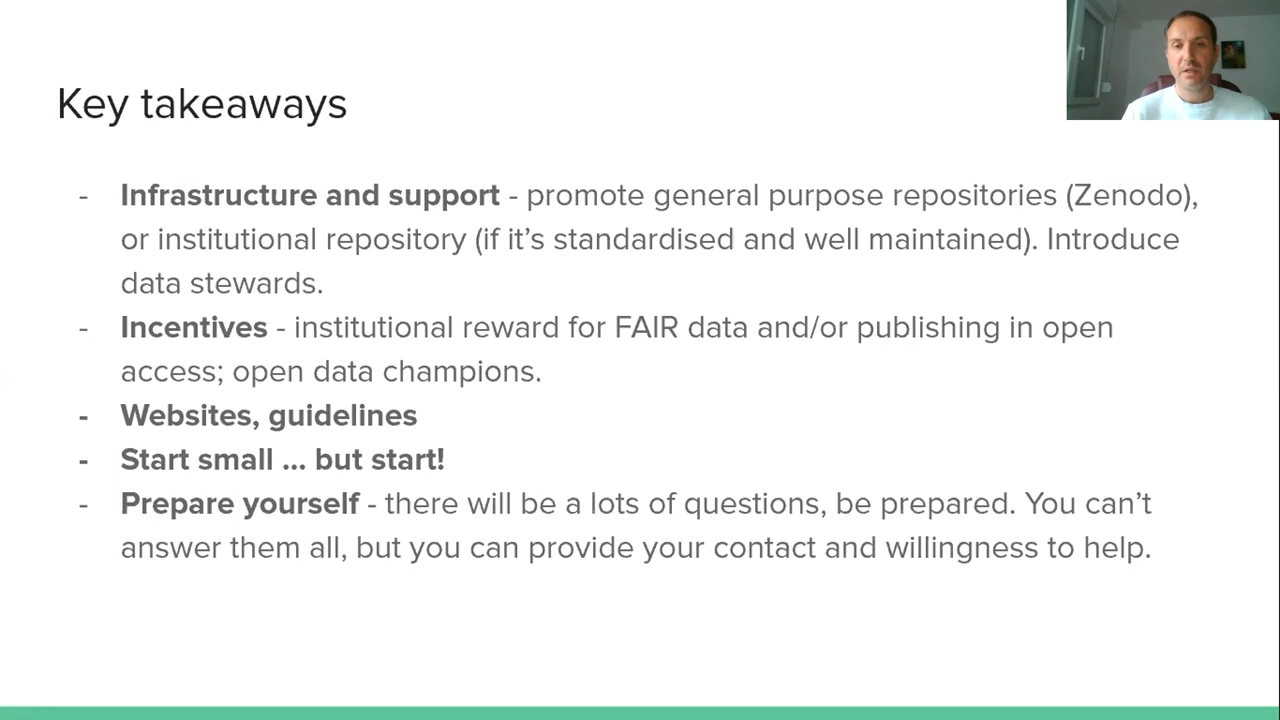 Key takeaways
- Infrastructure and support - promote general purpose repositories (Zenodo),
or institutional repository (if it’s standardised and well maintained). Introduce
data stewards.
- Incentives - institutional reward for FAIR data and/or publishing in open
access; open data champions.
- Websites, guidelines
- Start small ... but start!
- Prepare yourself - there will be a lots of questions, be prepared. You can’t
answer them all, but you can provide your contact and willingness to help.